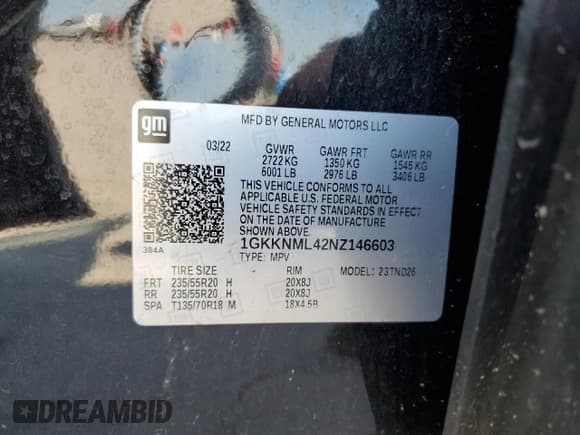 gm
MFD BY GENERAL MOTORS LLC
03/22 GVWR GAWR FRT GAWR RR
2722 KG 1350 KG 1545 KG
6001 LB 2976 LB 3406 LB
THIS VEHICLE CONFORMS TO ALL
APPLICABLE U.S. FEDERAL MOTOR
VEHICLE SAFETY STANDARDS IN EFFECT
ON THE DATE OF MANUFACTURE
SHOWN ABOVE.
384A 1GKKNML42NZ146603
TYPE: MPV
TIRE SIZE RIM MODEL: 23TND26
FRT 235/55R20 H 20X8J
RR 235/55R20 H 20X8J
SPA T135/70R18 M 18X4.5B
DREAMBID